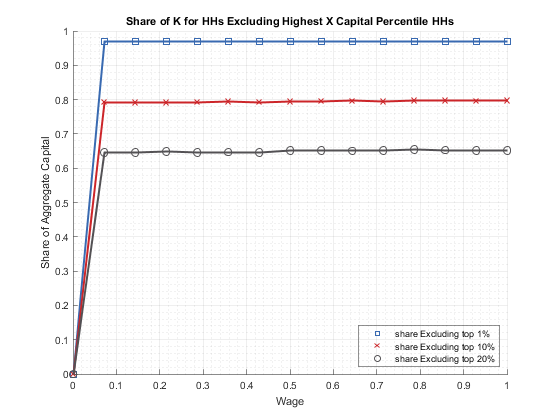 Share of K for HHs Excluding Highest X Capital Percentile HHs
1
0.9
0.8
0.7
0.6
0.5
0.4
0.3
0.2
0.1
0
Share of Aggregate Capital
0 0.1 0.2 0.3 0.4 0.5 0.6 0.7 0.8 0.9 1
Wage
share Excluding top 1%
share Excluding top 10%
share Excluding top 20%